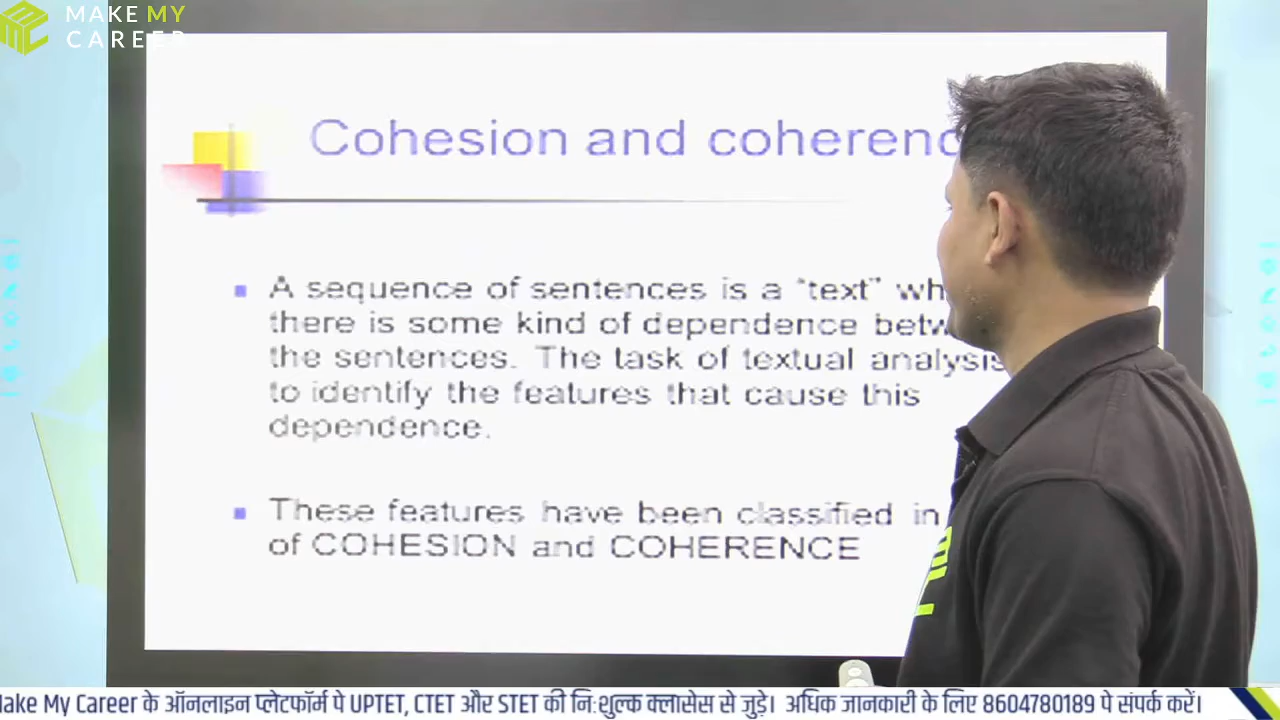 MAKE MY
CAREER
Cohesion and coherenc
A sequence of sentences is a "text" wh
there is some kind of dependence betw
the sentences. The task of textual analysis
to identify the features that cause this
dependence.
These features have been classified in
of COHESION and COHERENCE
Make My Career के ऑनलाइन प्लेटफॉर्म पे UPTET, CTET और STET की नि:शुल्क क्लासेस से जुड़े। अधिक जानकारी के लिए 8604780189 पे संपर्क करें।